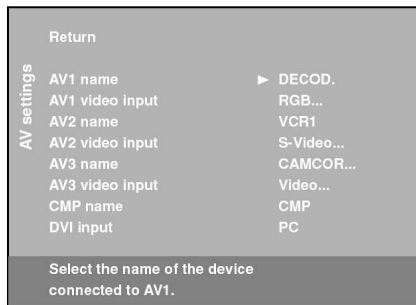 Return
AV settings
AV1 name ► DECOD.
AV1 video input RGB...
AV2 name VCR1
AV2 video input S-Video...
AV3 name CAMCOR...
AV3 video input Video...
CMP name CMP
DVI input PC
Select the name of the device
connected to AV1.